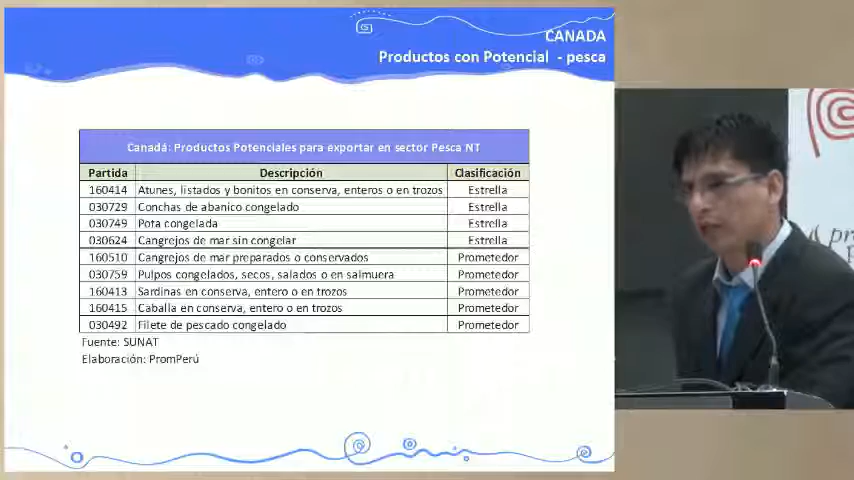 CANADA
Productos con Potencial - pesca
Canadá: Productos Potenciales para exportar en sector Pesca NT
Partida Descripción Clasificación
160414 Atunes, listados y bonitos en conserva, enteros o en trozos Estrella
030729 Conchas de abanico congelado Estrella
030749 Pota congelada Estrella
030624 Cangrejos de mar sin congelar Estrella
160510 Cangrejos de mar preparados o conservados Prometedor
030759 Pulpos congelados, secos, salados o en salmuera Prometedor
160413 Sardinas en conserva, entero o en trozos Prometedor
160415 Caballa en conserva, entero o en trozos Prometedor
030492 Filete de pescado congelado Prometedor
Fuente: SUNAT
Elaboración: PromPerú